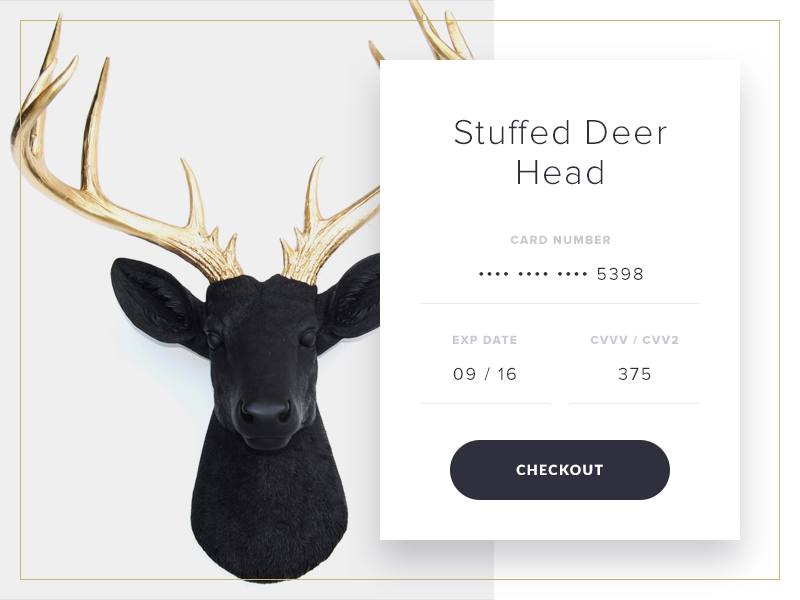 Stuffed Deer
Head
CARD NUMBER
•••• •••• •••• 5398
EXP DATE
CVVV / CVV2
09 / 16
375
CHECKOUT